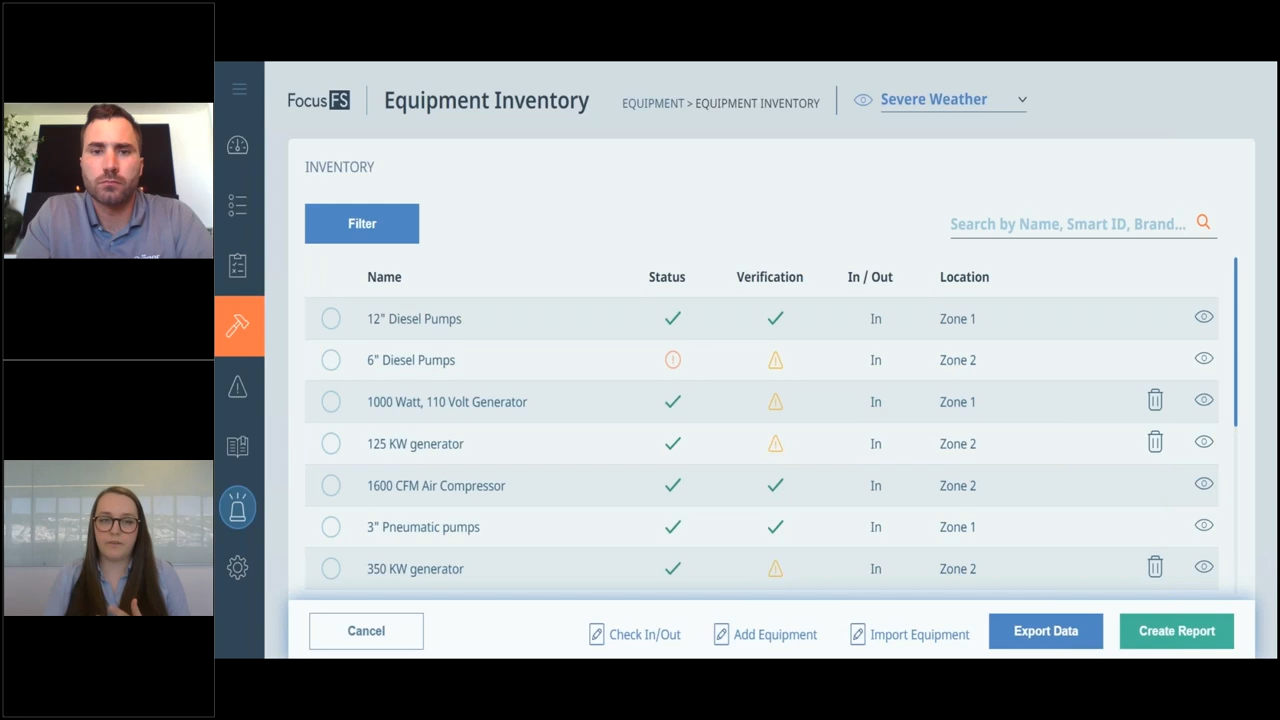 Focus FS
Equipment Inventory
EQUIPMENT > EQUIPMENT INVENTORY
Severe Weather
INVENTORY
Filter
Search by Name, Smart ID, Brand...
Name Status Verification In / Out Location
12" Diesel Pumps In Zone 1
6" Diesel Pumps In Zone 2
1000 Watt, 110 Volt Generator In Zone 1
125 KW generator In Zone 2
1600 CFM Air Compressor In Zone 2
3" Pneumatic pumps In Zone 1
350 KW generator In Zone 2
Cancel Check In/Out Add Equipment Import Equipment Export Data Create Report